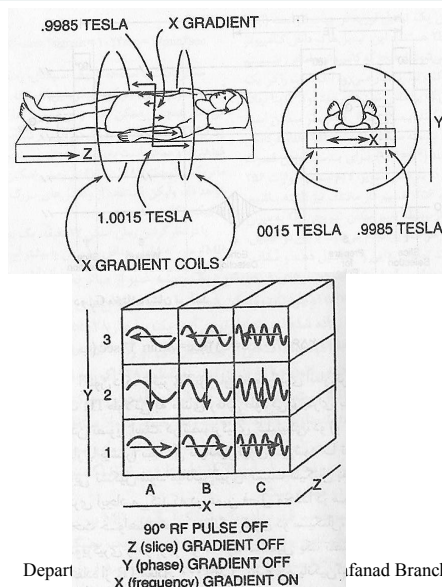 .9985 TESLA
X GRADIENT
Z
1.0015 TESLA
X GRADIENT COILS
Y
X
0015 TESLA
.9985 TESLA
3
Y 2
1
A B C
X
Z
90° RF PULSE OFF
Z (slice) GRADIENT OFF
Y (phase) GRADIENT OFF
X (frequency) GRADIENT ON
Depart
afanad Branch